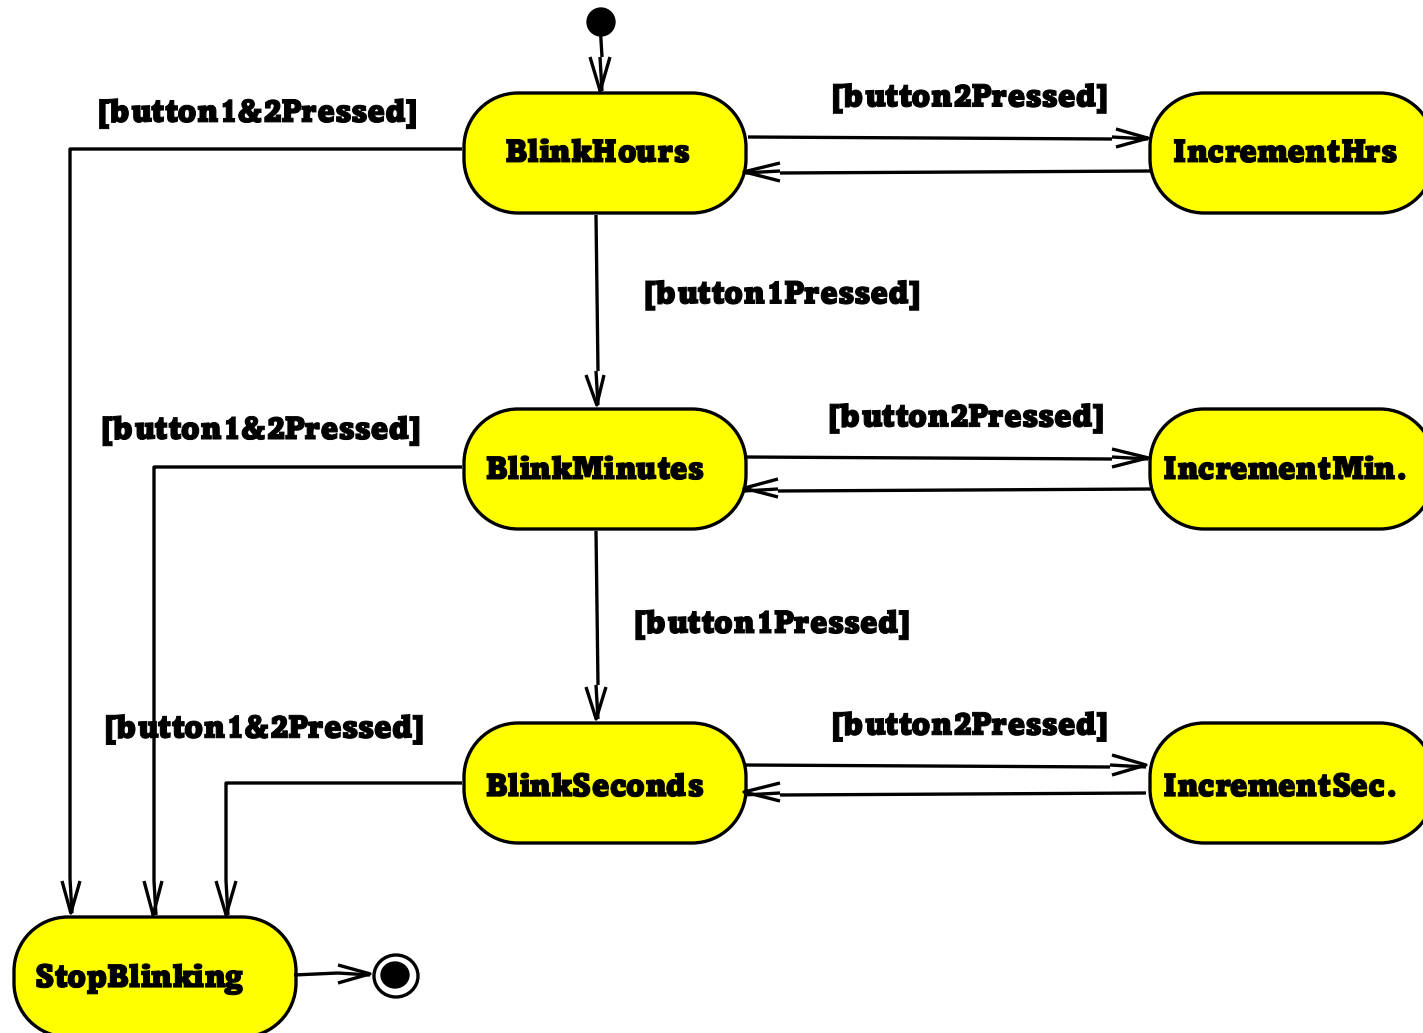 [button1&2Pressed]
[button2Pressed]
BlinkHours
IncrementHrs
[button1Pressed]
[button1&2Pressed]
[button2Pressed]
BlinkMinutes
IncrementMin.
[button1Pressed]
[button1&2Pressed]
[button2Pressed]
BlinkSeconds
IncrementSec.
StopBlinking